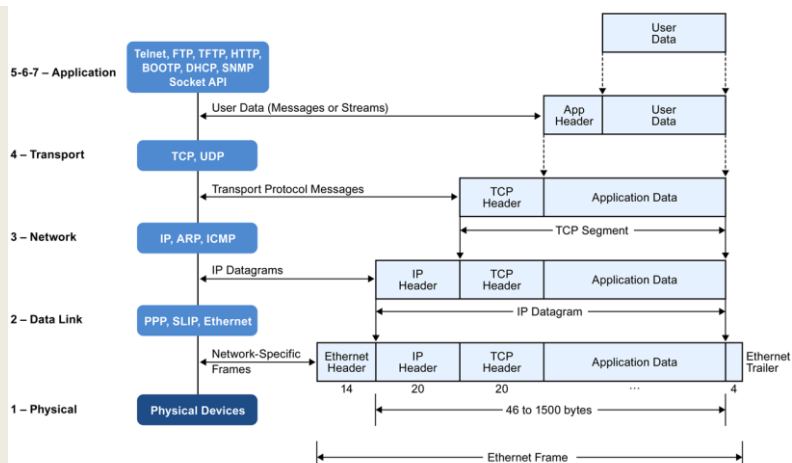 User
Data
5-6-7 – Application
Telnet, FTP, TFTP, HTTP,
BOOTP, DHCP, SNMP
Socket API
User Data (Messages or Streams)
App
Header
User
Data
4 – Transport
TCP, UDP
Transport Protocol Messages
TCP
Header
Application Data
TCP Segment
3 – Network
IP, ARP, ICMP
IP Datagrams
IP
Header
TCP
Header
Application Data
IP Datagram
2 – Data Link
PPP, SLIP, Ethernet
Network-Specific
Frames
Ethernet
Header
IP
Header
TCP
Header
Application Data
Ethernet
Trailer
14
20
20
...
4
1 – Physical
Physical Devices
46 to 1500 bytes
Ethernet Frame